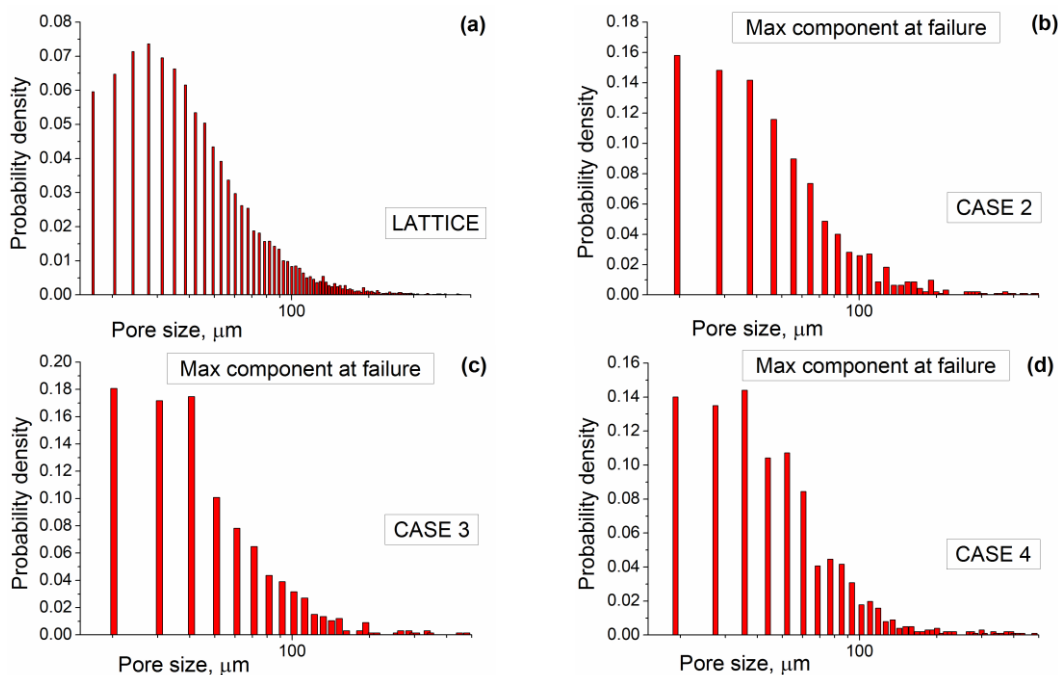 (a)
0.08
0.07
0.06
0.05
0.04
0.03
0.02
0.01
0.00
Probability density
LATTICE
100
Pore size, μm
(b)
Max component at failure
0.18
0.16
0.14
0.12
0.10
0.08
0.06
0.04
0.02
0.00
Probability density
CASE 2
100
Pore size, μm
(c)
Max component at failure
0.20
0.18
0.16
0.14
0.12
0.10
0.08
0.06
0.04
0.02
0.00
Probability density
CASE 3
100
Pore size, μm
(d)
Max component at failure
0.16
0.14
0.12
0.10
0.08
0.06
0.04
0.02
0.00
Probability density
CASE 4
100
Pore size, μm